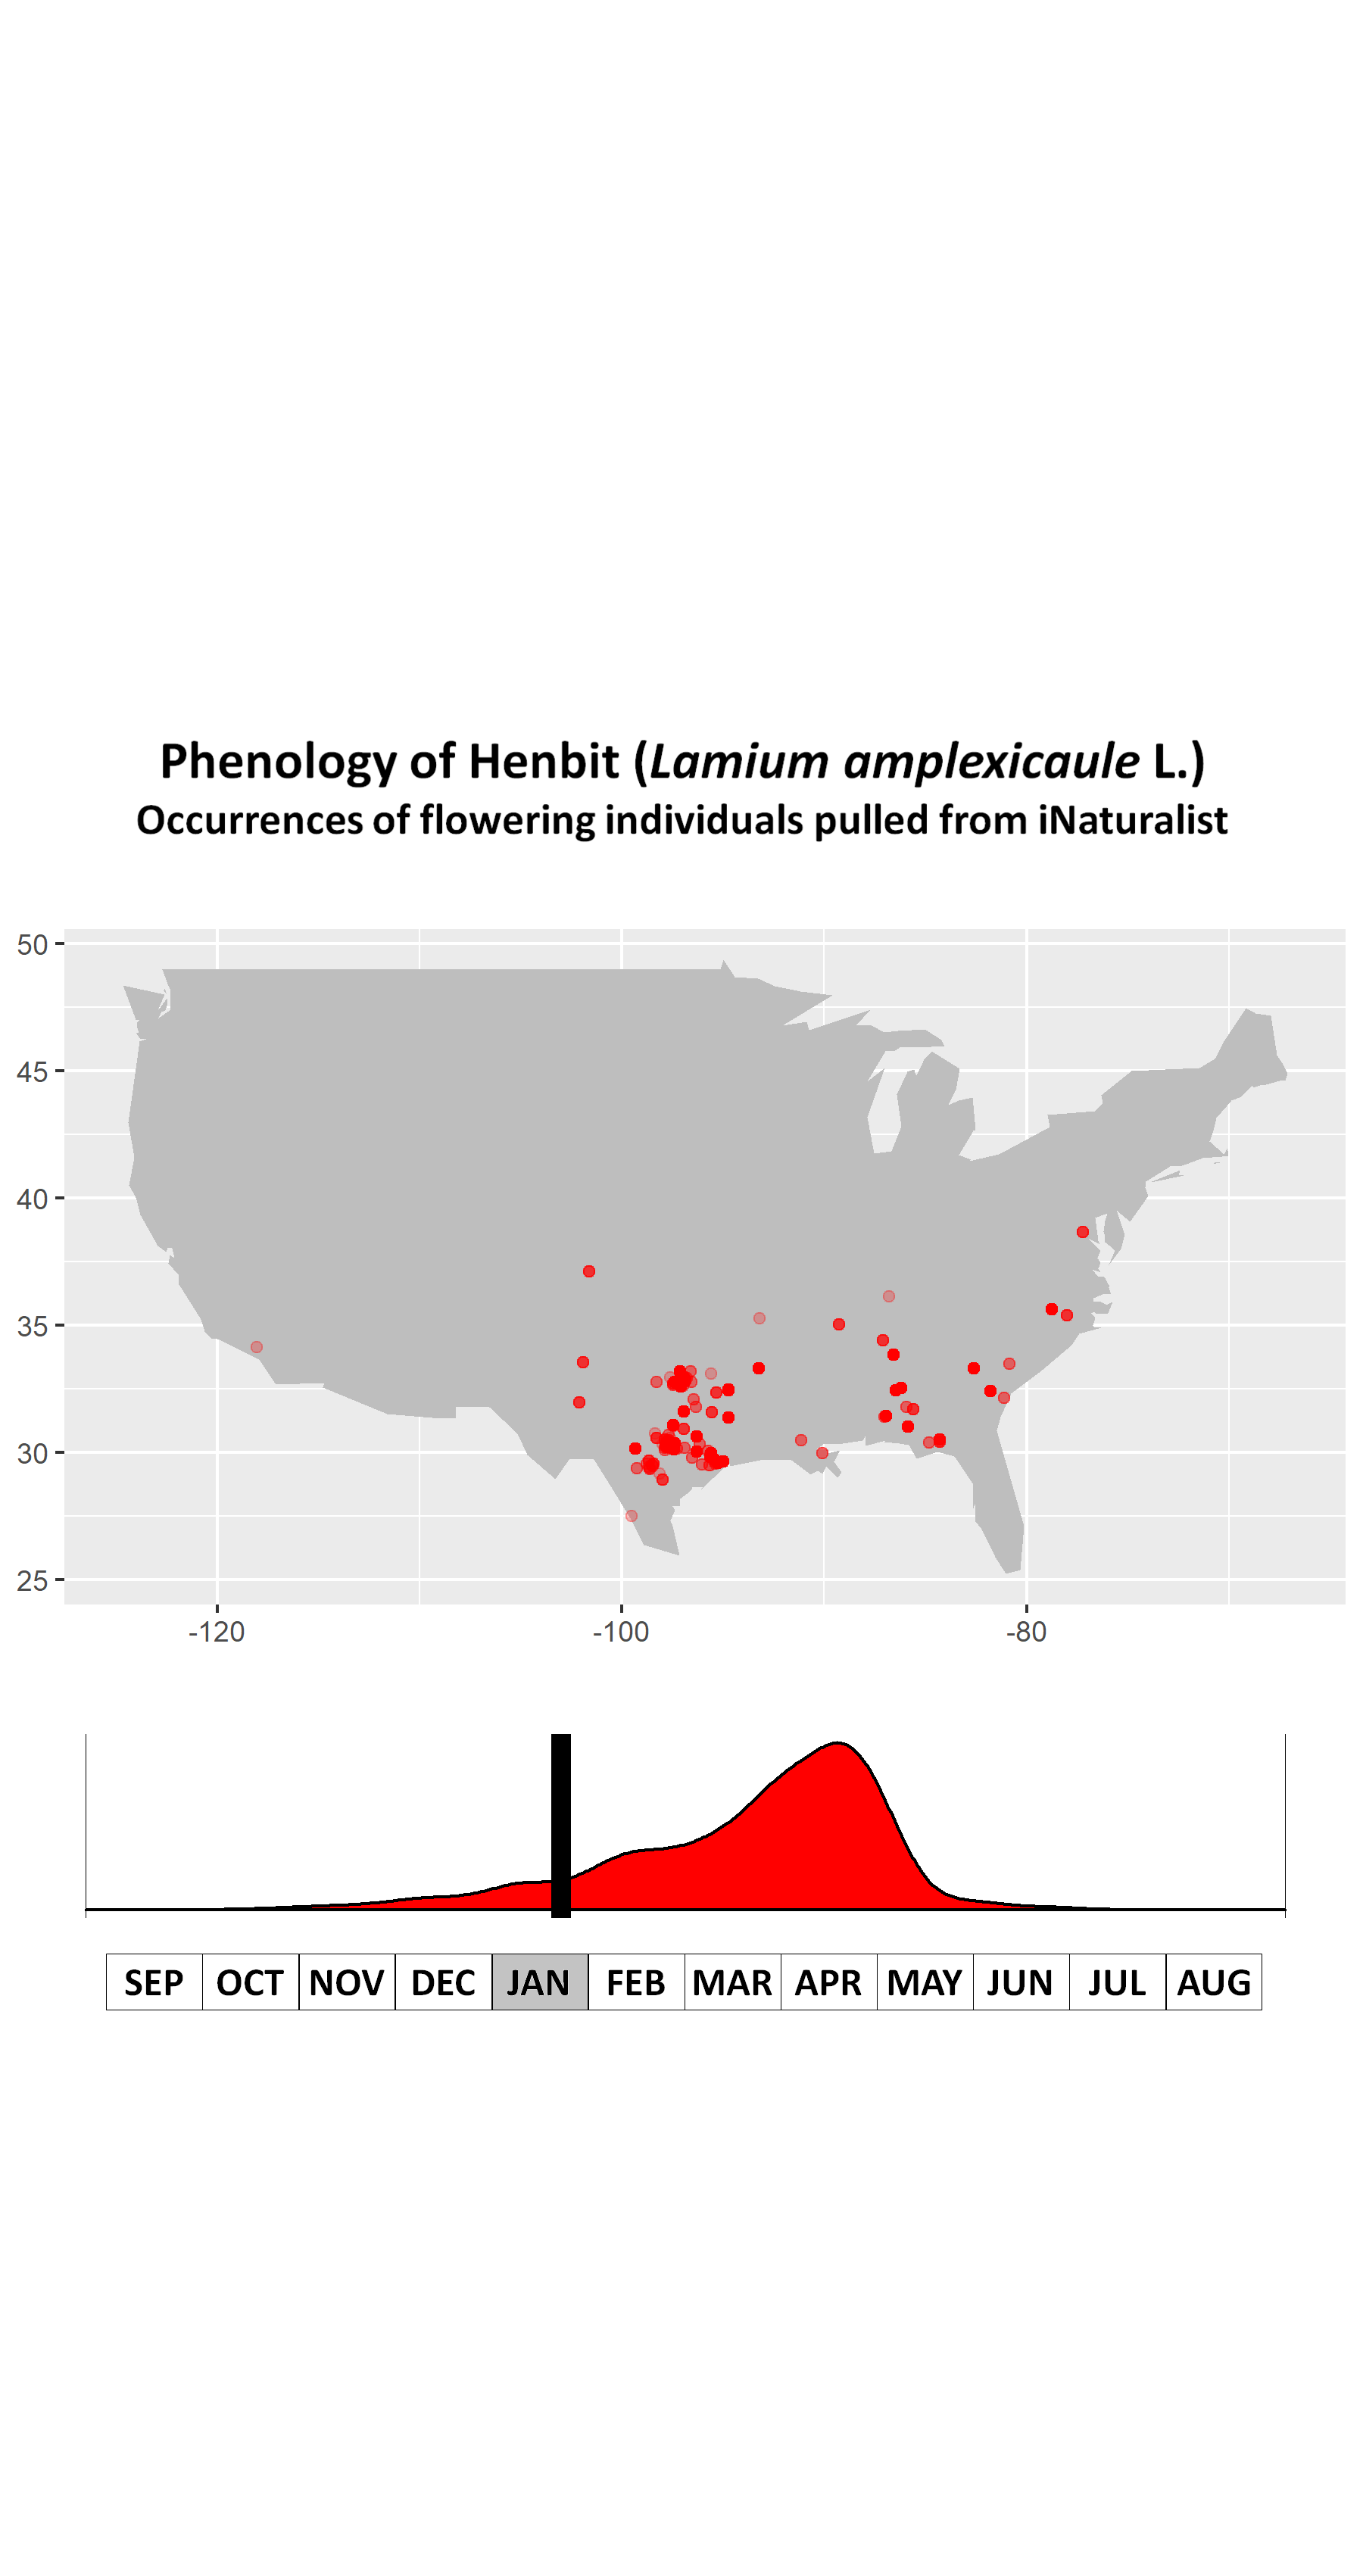 Phenology of Henbit (Lamium amplexicaule L.)
Occurrences of flowering individuals pulled from iNaturalist
50
45
40
35
30
25
-120 -100 -80
SEP OCT NOV DEC JAN FEB MAR APR MAY JUN JUL AUG